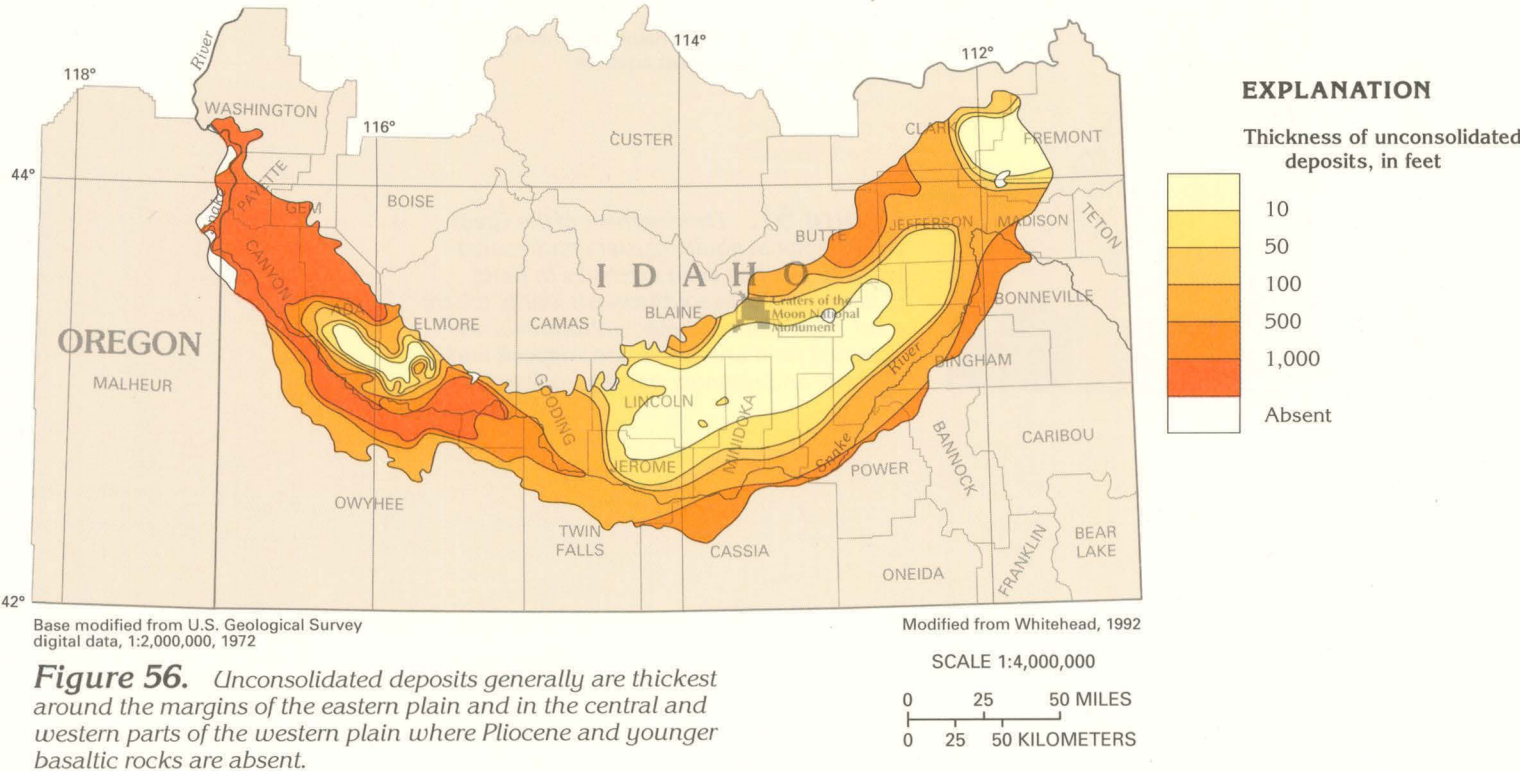 114°
112°
118°
River
WASHINGTON
116°
CUSTER
CLARK
FREMONT
44°
PAYETTE
GEM
BOISE
Snake
JEFFERSON
MADISON
TETON
BUTTE
CANYON
IDAHO
ADA
ELMORE
CAMAS
BLAINE
Craters of the
Moon National
Monument
BONNEVILLE
OREGON
MALHEUR
River
BINGHAM
GOODING
LINCOLN
MINIDOKA
BANNOCK
CARIBOU
JEROME
Snake
POWER
OWYHEE
TWIN
FALLS
CASSIA
BEAR
LAKE
ONEIDA
FRANKLIN
42°
EXPLANATION
Thickness of unconsolidated
deposits, in feet
10
50
100
500
1,000
Absent
Base modified from U.S. Geological Survey
digital data, 1:2,000,000, 1972
Modified from Whitehead, 1992
SCALE 1:4,000,000
0 25 50 MILES
0 25 50 KILOMETERS
Figure 56. Unconsolidated deposits generally are thickest
around the margins of the eastern plain and in the central and
western parts of the western plain where Pliocene and younger
basaltic rocks are absent.